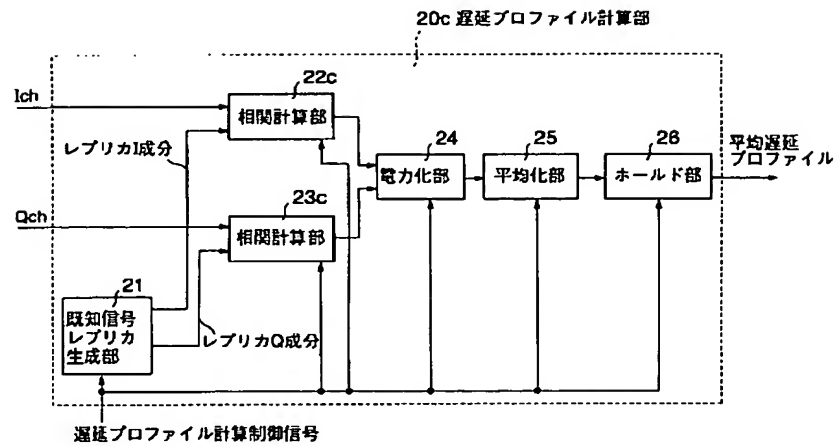 20c 遅延プロファイル計算部
Ich
22c
相関計算部
レプリカI成分
24
電力化部
25
平均化部
26
ホールド部
平均遅延
プロファイル
Qch
23c
相関計算部
21
既知信号
レプリカ
生成部
レプリカQ成分
遅延プロファイル計算制御信号